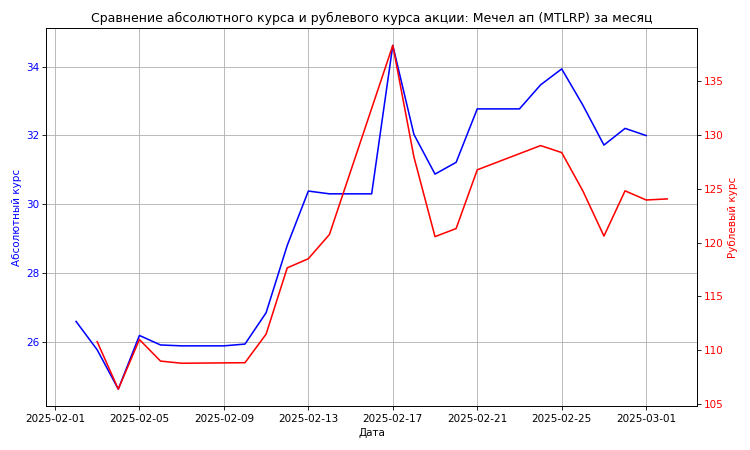 Сравнение абсолютного курса и рублевого курса акции: Мечел ап (MTLRP) за месяц
Абсолютный курс
34
32
30
28
26
135
130
125
120
115
110
105
Рублевый курс
2025-02-01 2025-02-05 2025-02-09 2025-02-13 2025-02-17 2025-02-21 2025-02-25 2025-03-01
Дата